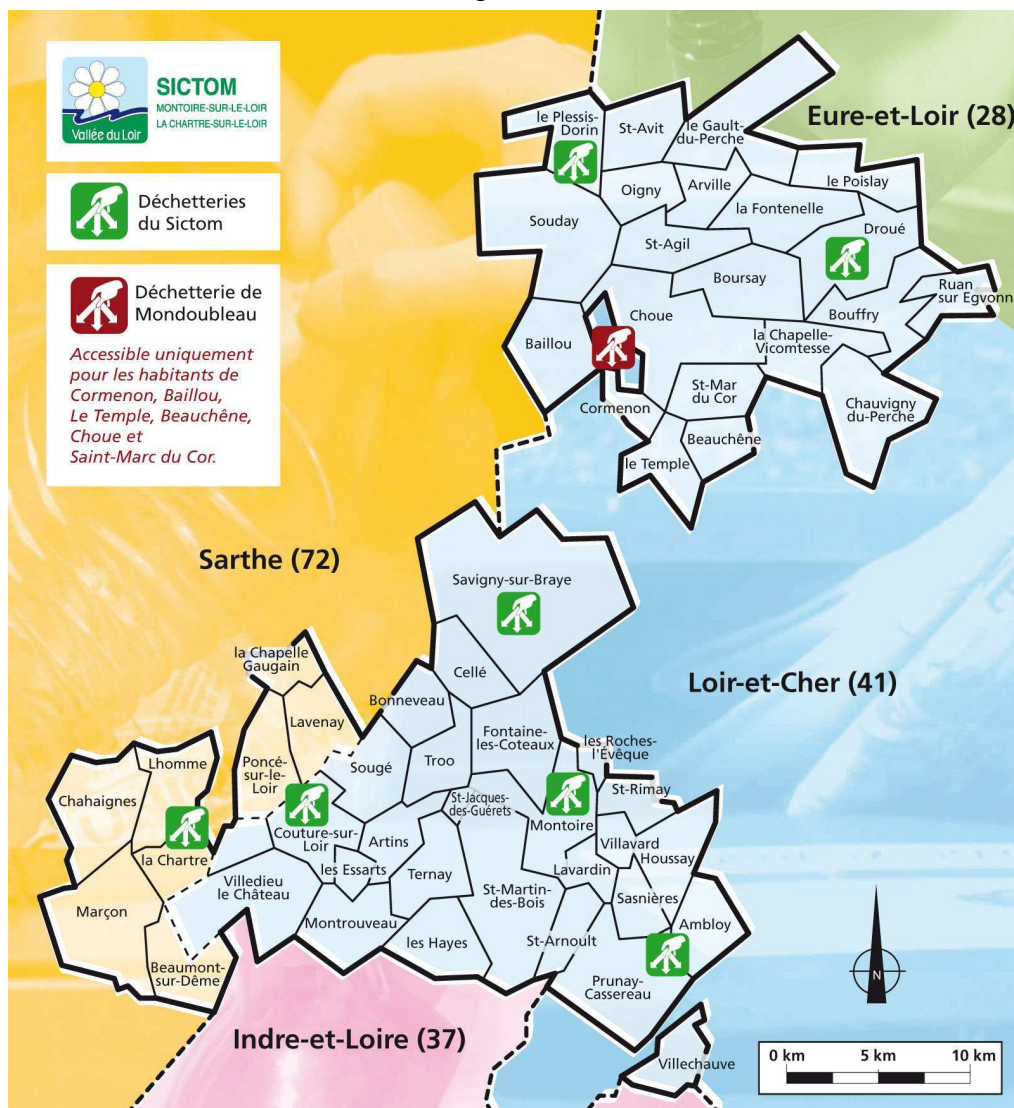 SICTOM
MONTOIRE-SUR-LE-LOIR
LA CHARTRE-SUR-LE-LOIR
Vallée du Loir
Déchetteries
du Sictom
Déchetterie de
Mondoubleau
Accessible uniquement
pour les habitants de
Cormenon, Baillou,
Le Temple, Beauchêne,
Choue et
Saint-Marc du Cor.
Eure-et-Loir (28)
le Plessis-
Dorin
St-Avit
le Gault-
du-Perche
Oigny
Arville
le Poislay
la Fontenelle
Souday
St-Agil
Droué
Boursay
Ruan
sur Egvonne
Choue
Bouffry
la Chapelle-
Vicomtesse
Baillou
St-Mar
du Cor
Chauvigny
du-Perche
Cormenon
Beauchêne
le Temple
Sarthe (72)
Savigny-sur-Braye
Loir-et-Cher (41)
la Chapelle
Gaugain
Cellé
Bonneveau
Lavenay
Fontaine-
les-Coteaux
les Roches-
l'Évêque
Lhomme
Poncé-
sur-le-
Loir
Sougé
Troo
St-Rimay
Chahaignes
St-Jacques-
des-Guérets
Montoire
Couture-sur-
Loir
Artins
Villavard
Houssay
la Chartre
les Essarts
Ternay
Lavardin
Villedieu
le Château
St-Martin-
des-Bois
Sasnières
Marçon
Montrouveau
les Hayes
St-Arnoult
Ambloy
Beaumont-
sur-Dême
Prunay-
Cassereau
N
Indre-et-Loire (37)
Villechauve
0 km 5 km 10 km